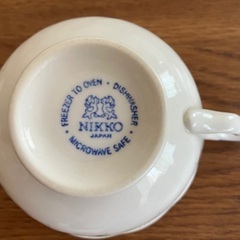 FREEZER TO OVEN • DISHWASHER
NIKKO
JAPAN
• MICROWAVE SAFE •